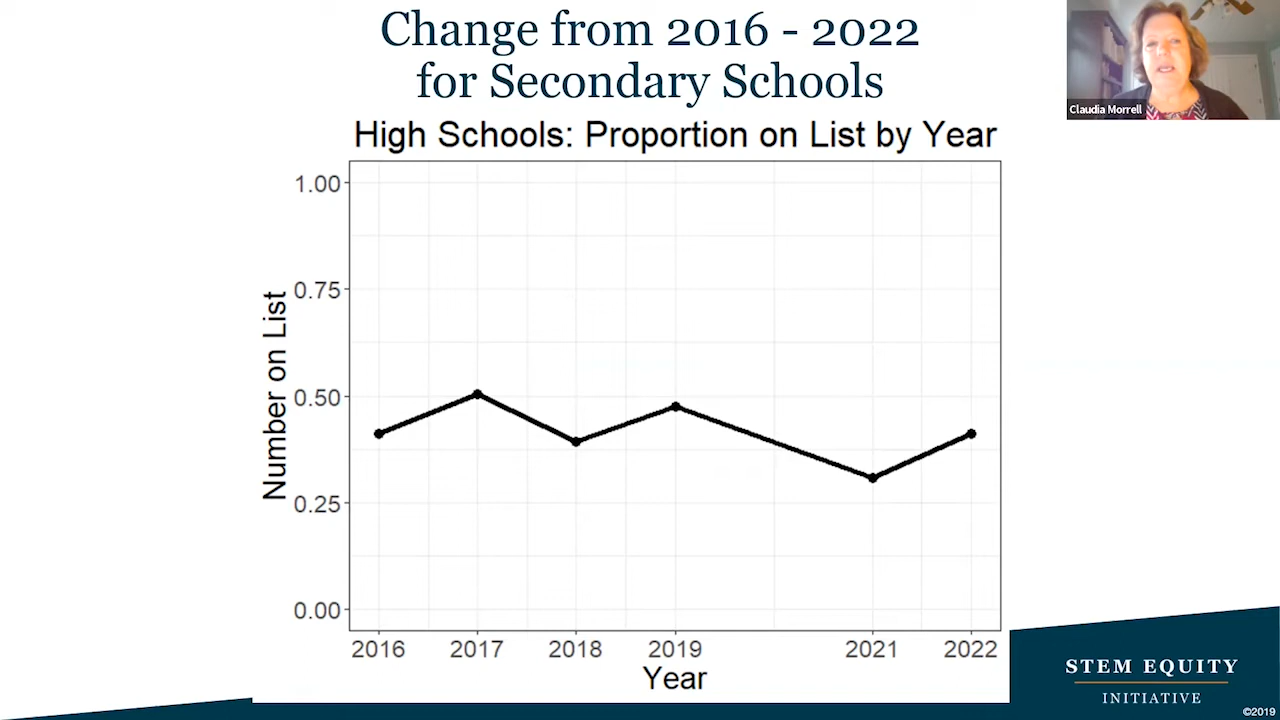 Change from 2016 - 2022
for Secondary Schools
Claudia Morrell
High Schools: Proportion on List by Year
Number on List
1.00
0.75
0.50
0.25
0.00
2016 2017 2018 2019 2021 2022
Year
STEM EQUITY
INITIATIVE
©2019